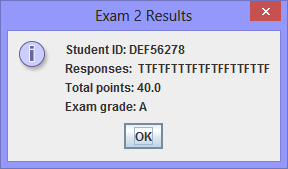 Exam 2 Results
Student ID: DEF56278
Responses: TTFTFTTTFTFTFFTTFTTF
Total points: 40.0
Exam grade: A
OK